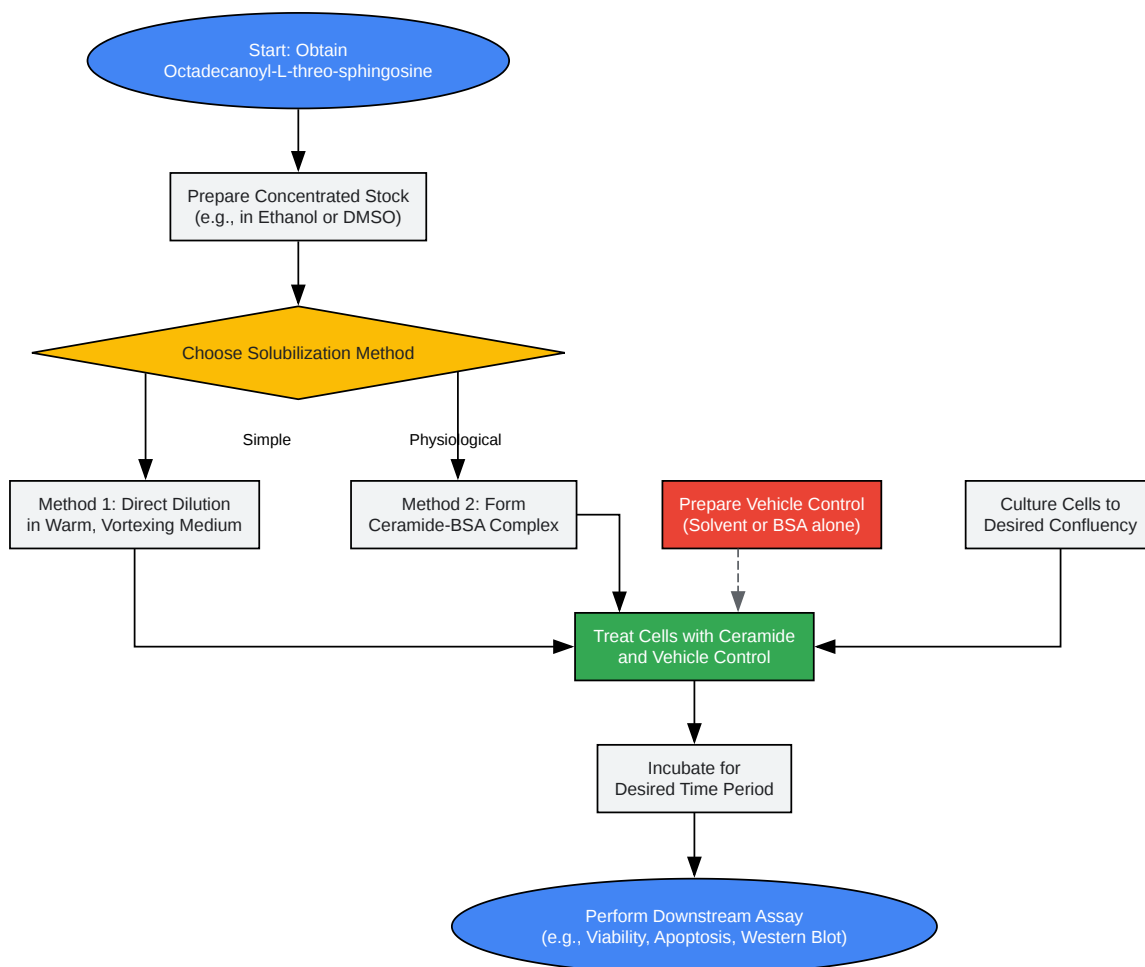 Start: Obtain
Octadecanoyl-L-threo-sphingosine
Prepare Concentrated Stock
(e.g., in Ethanol or DMSO)
Choose Solubilization Method
Simple
Physiological
Method 1: Direct Dilution
in Warm, Vortexing Medium
Method 2: Form
Ceramide-BSA Complex
Prepare Vehicle Control
(Solvent or BSA alone)
Culture Cells to
Desired Confluency
Treat Cells with Ceramide
and Vehicle Control
Incubate for
Desired Time Period
Perform Downstream Assay
(e.g., Viability, Apoptosis, Western Blot)